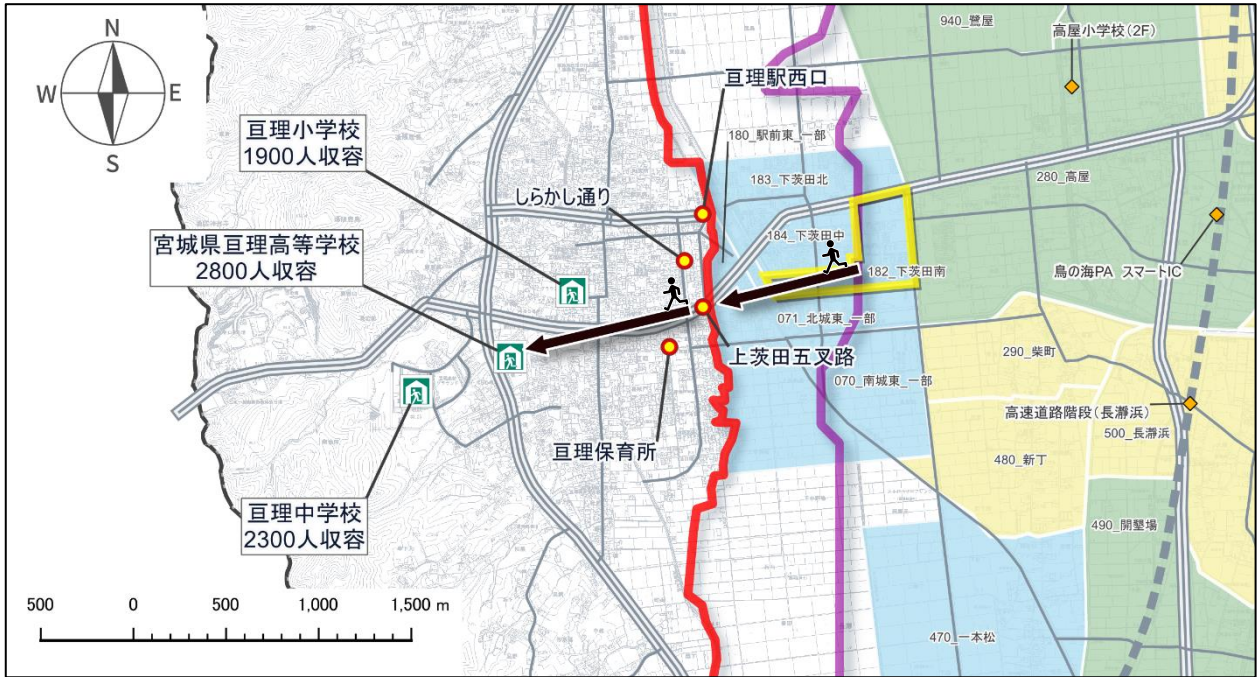 N
W
E
S
亘理小学校
1900人収容
宮城県亘理高等学校
2800人収容
しらかし通り
亘理駅西口
180_駅前東_一部
183_下茨田北
184_下茨田中
182_下茨田南
940_鷺屋
高屋小学校(2F)
280_高屋
鳥の海PA スマートIC
071_北城東_一部
上茨田五叉路
070_南城東_一部
290_柴町
高速道路階段(長瀞浜)
500_長瀞浜
480_新丁
亘理保育所
亘理中学校
2300人収容
490_開墾場
470_一本松
500 0 500 1,000 1,500 m